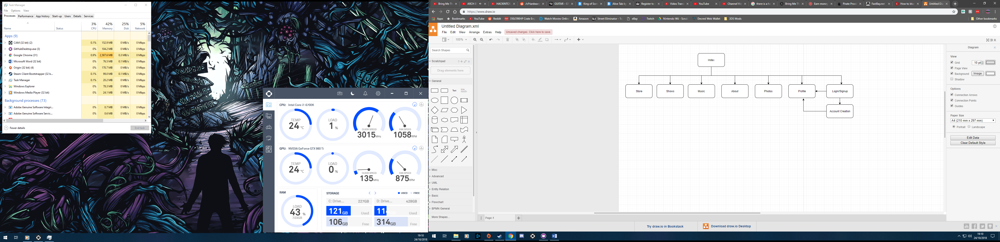 Task Manager
File Options View
Processes Performance App history Start-up Users Details Services
3% 42% 25% 5%
Name Status CPU Memory Disk Network
Apps (9)
CAM (32 bit) (2) 0.1% 152.9 MB 0 MB/s 0 Mbps
GitHubDesktop.exe (3) 0% 104.2 MB 0 MB/s 0 Mbps
Google Chrome (31) 0.9% 2,587.6 MB 0.3 MB/s 0 Mbps
Microsoft Word (32 bit) 0% 76.5 MB 0.1 MB/s 0 Mbps
Origin (32 bit) (4) 0% 170.7 MB 0 MB/s 0 Mbps
Steam Client Bootstrapper (32 b... 0.1% 99.0 MB 0.1 MB/s 0 Mbps
Task Manager 0.1% 20.2 MB 0 MB/s 0 Mbps
Windows Explorer 0% 78.3 MB 0 MB/s 0 Mbps
Windows Media Player (32 bit) 0% 24.1 MB 0 MB/s 0 Mbps
Background processes (73)
Adobe Genuine Software Integri... 0% 0.7 MB 0 MB/s 0 Mbps
Adobe Genuine Software Servic... 0% 0.6 MB 0 MB/s 0 Mbps
Fewer details End task
CPU: Intel Core i7-6700K
TEMP LOAD
24 °C 1 %
CLOCK SPEED FAN SPEED
3015 MHz 1058 RPM
GPU: NVIDIA GeForce GTX 980 Ti
TEMP LOAD
24 °C 0 %
CLOCK SPEED FAN SPEED
135 MHz 875 RPM
RAM
LOAD
43 %
7.03GB
STORAGE USED FREE
C: Drive... 227GB D: Drive... 428GB
121 GB Used 114 Used
106 GB Free 314 GB Free
19:10
24/10/2018
Bring Me Th ARCH E HACKINTOS /r/Hardware GUITAR - G King of Son Alive Tab by Register to Video Trans YouTube Channel Vid there is a he Bring Me Th Earn money Pirate Proxi FastBay.net How to blu Untitled Dia
https://www.draw.io
Apps Bookmarks YouTube Reddit 350/290HP Crate Eng Watch Movies Online Amazon Street Eliminator - To eBay Twitch Nintendo Wii - Scrub Decred Web Wallet 3DS Mods Other bookmarks
Untitled Diagram.xml
File Edit View Arrange Extras Help Unsaved changes. Click here to save.
100%
Search Shapes
Scratchpad
Drag elements here
General
Text
Misc
Advanced
UML
Entity Relation
Basic
Flowchart
BPMN General
More Shapes...
Index
Store Shows Music About Photos Profile Login/Signup
Account Creation
Page-1
Diagram
View
Grid 10 pt
Page View
Background Image
Shadow
Options
Connection Arrows
Connection Points
Guides
Paper Size
A4 (210 mm x 297 mm)
Portrait Landscape
Edit Data
Clear Default Style
Try draw.io in Bookstack Download draw.io Desktop
19:10
24/10/2018